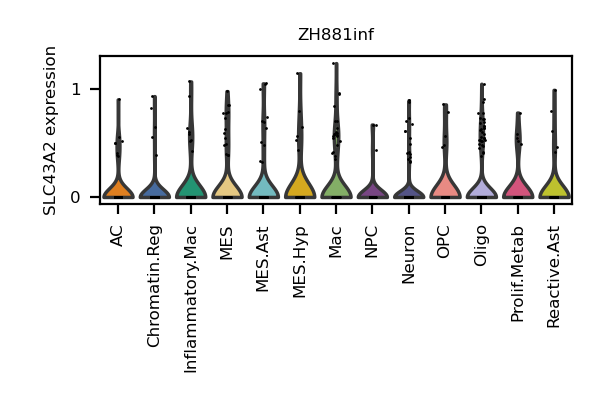 ZH881inf
SLC43A2 expression
1
0
AC
Chromatin.Reg
Inflammatory.Mac
MES
MES.Ast
MES.Hyp
Mac
NPC
Neuron
OPC
Oligo
Prolif.Metab
Reactive.Ast